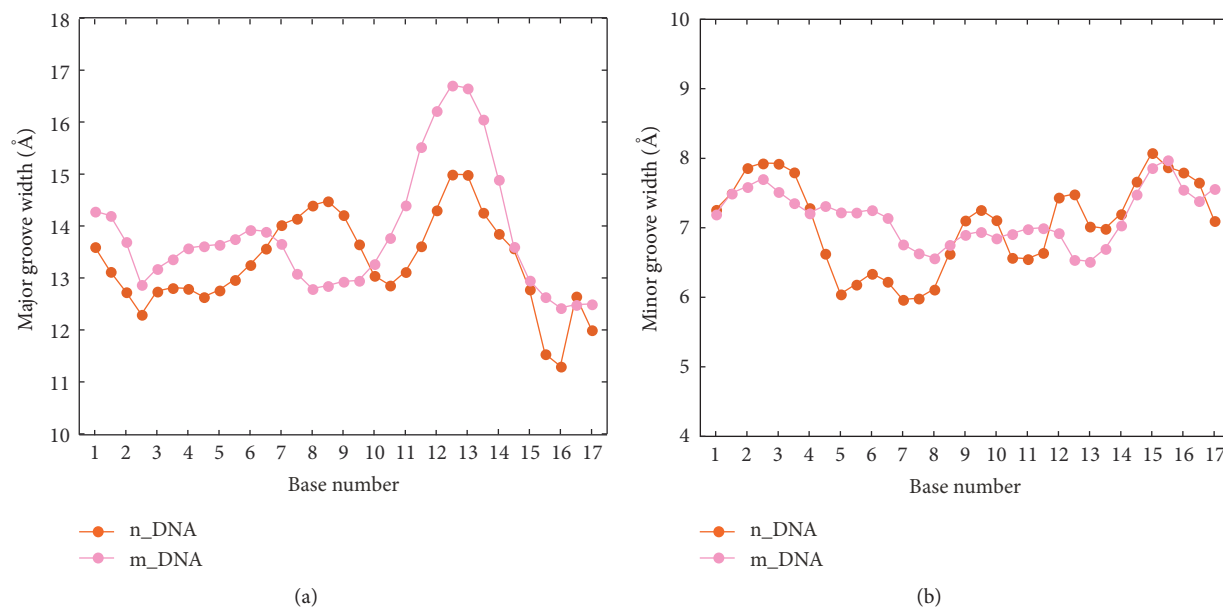 18
17
16
15
14
13
12
11
10
Major groove width (Å)
1 2 3 4 5 6 7 8 9 10 11 12 13 14 15 16 17
Base number
n_DNA
m_DNA
(a)
10
9
8
7
6
5
4
Minor groove width (Å)
1 2 3 4 5 6 7 8 9 10 11 12 13 14 15 16 17
Base number
n_DNA
m_DNA
(b)